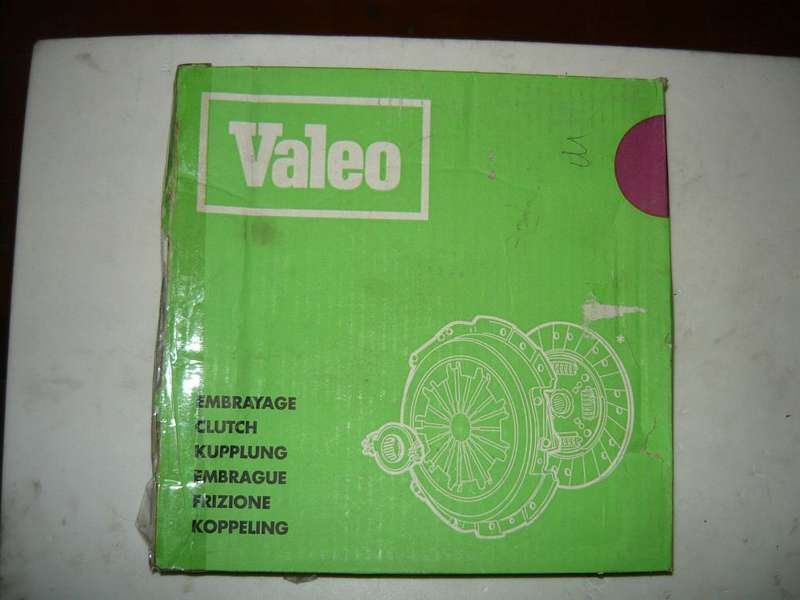 Valeo
EMBRAYAGE
CLUTCH
KUPPLUNG
EMBRAGUE
FRIZIONE
KOPPELING
*